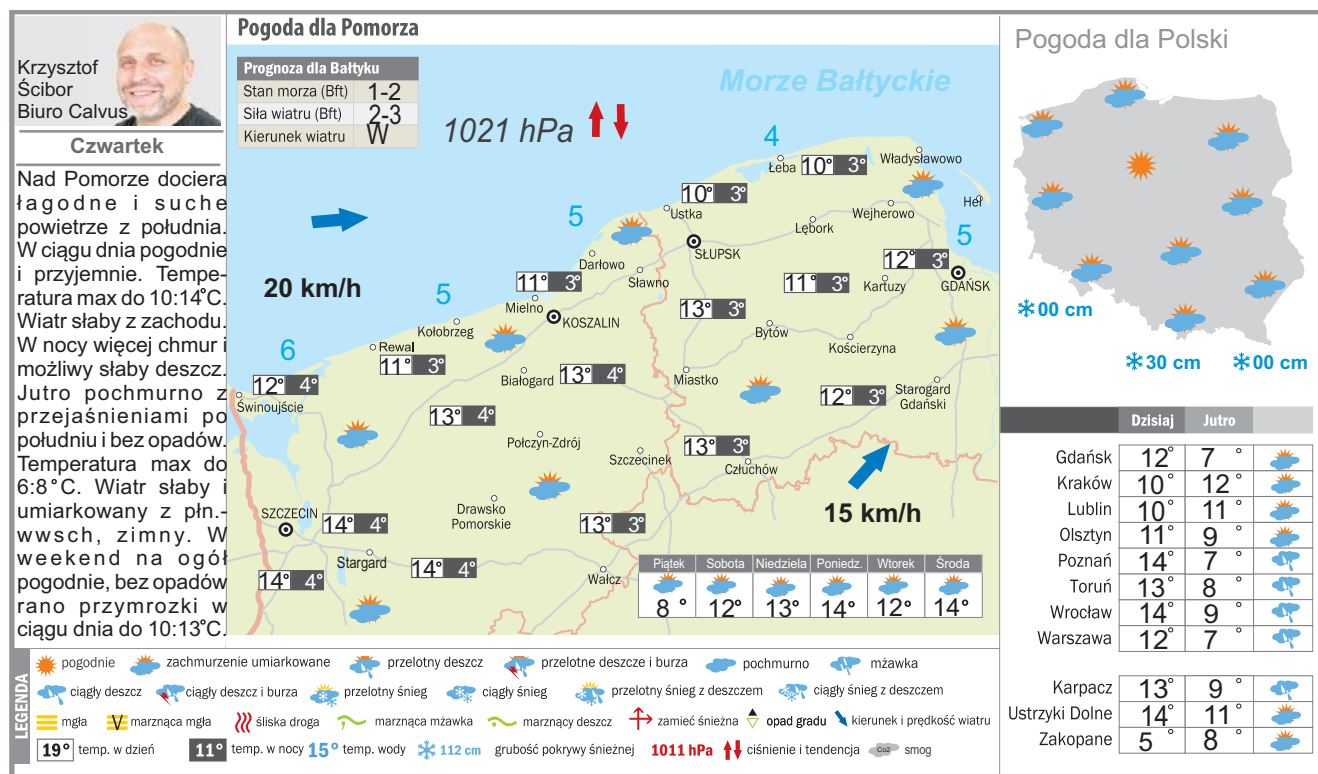 Krzysztof
Ścibor
Biuro Calvus
Czwartek
Nad Pomorze dociera
łagodne i suche
powietrze z południa.
W ciągu dnia pogodnie
i przyjemnie. Tempe-
ratura max do 10:14°C.
Wiatr słaby z zachodu.
W nocy więcej chmur i
możliwy słaby deszcz.
Jutro pochmurno z
przejaśnieniami po
południu i bez opadów.
Temperatura max do
6:8°C. Wiatr słaby i
umiarkowany z płn.-
wwsch, zimny. W
weekend na ogół
pogodnie, bez opadów
rano przymrozki w
ciągu dnia do 10:13°C.
Pogoda dla Pomorza
Prognoza dla Bałtyku
Stan morza (Bft) 1-2
Siła wiatru (Bft) 2-3
Kierunek wiatru W
1021 hPa
Morze Bałtyckie
4
Łeba 10° 3°
Władysławowo
Hel
10° 3°
Ustka
Wejherowo
Lębork
5
SŁUPSK
5
12° 3°
GDAŃSK
Darłowo
Sławno
11° 3°
Kartuzy
20 km/h
11° 3°
Mielno
KOSZALIN
5
Kołobrzeg
13° 3°
Bytów
Kościerzyna
6
Rewal
11° 3°
Białogard
13° 4°
Miastko
12° 4°
Świnoujście
12° 3°
Starogard
Gdański
13° 4°
Połczyn-Zdrój
13° 3°
Człuchów
Szczecinek
Drawsko
Pomorskie
15 km/h
SZCZECIN
14° 4°
13° 3°
Stargard
14° 4°
14° 4°
Wałcz
Piątek Sobota Niedziela Poniedz. Wtorek Środa
8° 12° 13° 14° 12° 14°
Pogoda dla Polski
00 cm
30 cm 00 cm
Dzisiaj Jutro
Gdańsk 12° 7°
Kraków 10° 12°
Lublin 10° 11°
Olsztyn 11° 9°
Poznań 14° 7°
Toruń 13° 8°
Wrocław 14° 9°
Warszawa 12° 7°
Karpacz 13° 9°
Ustrzyki Dolne 14° 11°
Zakopane 5° 8°
LEGENDA
pogodnie zachmurzenie umiarkowane przelotny deszcz przelotne deszcze i burza pochmurno mżawka
ciągły deszcz ciągły deszcz i burza przelotny śnieg ciągły śnieg przelotny śnieg z deszczem ciągły śnieg z deszczem
mgła marznąca mgła śliska droga marznąca mżawka marznący deszcz zamieć śnieżna opad gradu kierunek i prędkość wiatru
19° temp. w dzień 11° temp. w nocy 15° temp. wody 112 cm grubość pokrywy śnieżnej 1011 hPa ciśnienie i tendencja Co2 smog